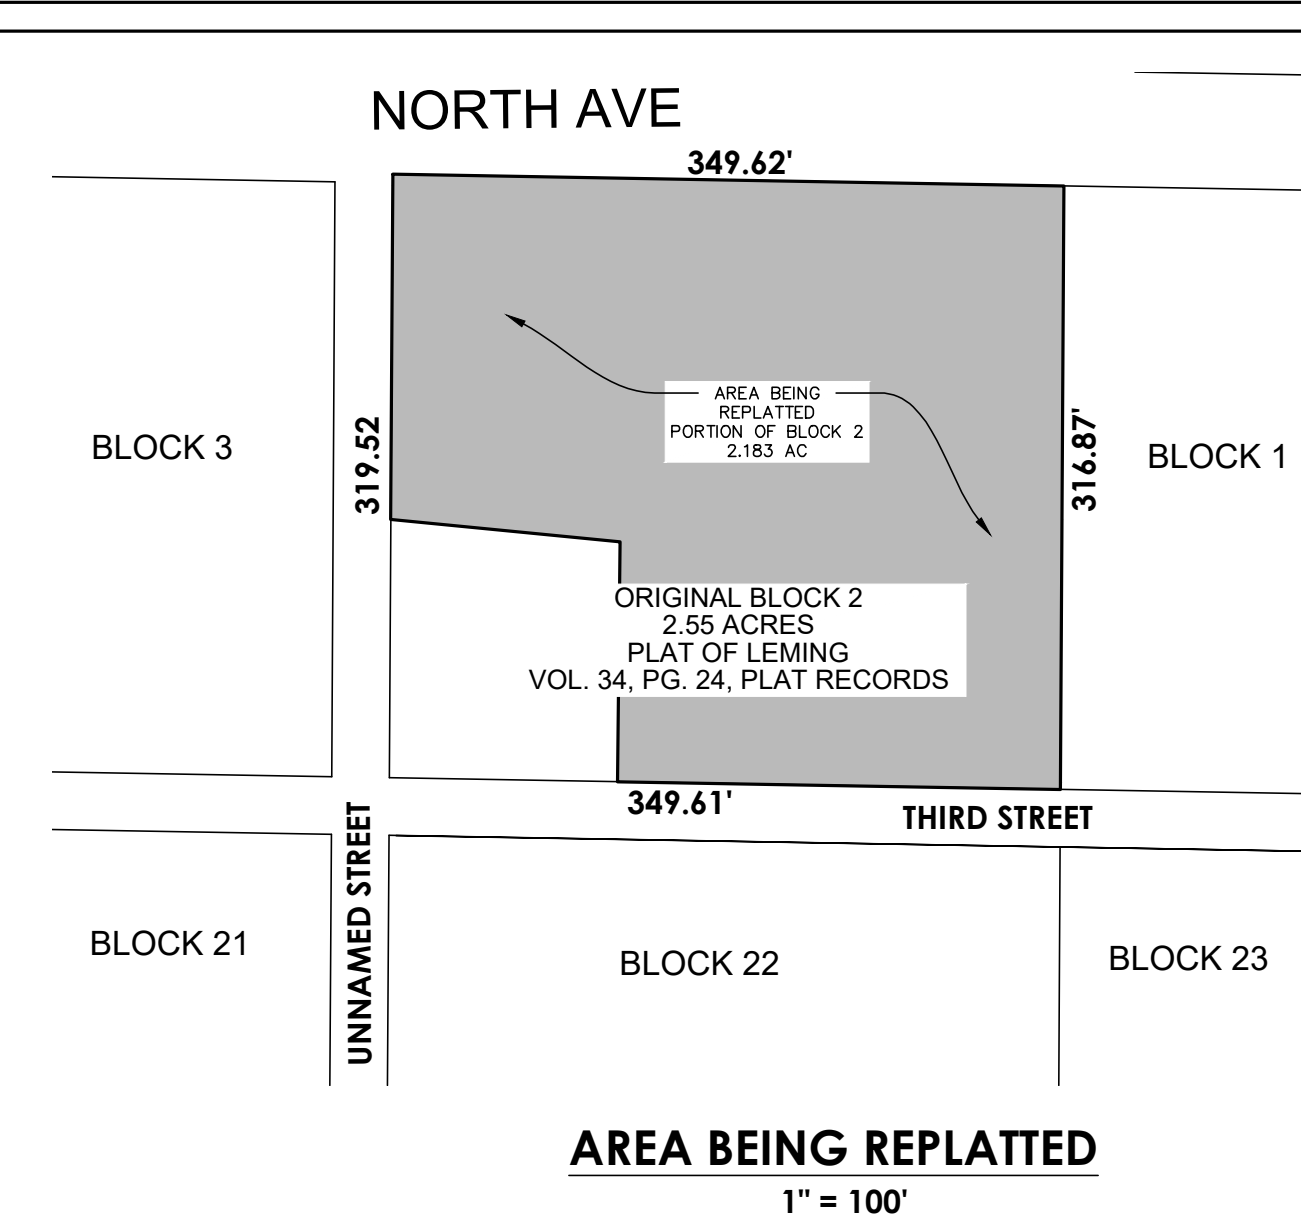 NORTH AVE
349.62'
AREA BEING
REPLATTED
PORTION OF BLOCK 2
2.183 AC
BLOCK 3
319.52
316.87'
BLOCK 1
ORIGINAL BLOCK 2
2.55 ACRES
PLAT OF LEMING
VOL. 34, PG. 24, PLAT RECORDS
349.61'
THIRD STREET
UNNAMED STREET
BLOCK 21
BLOCK 22
BLOCK 23
AREA BEING REPLATTED
1" = 100'